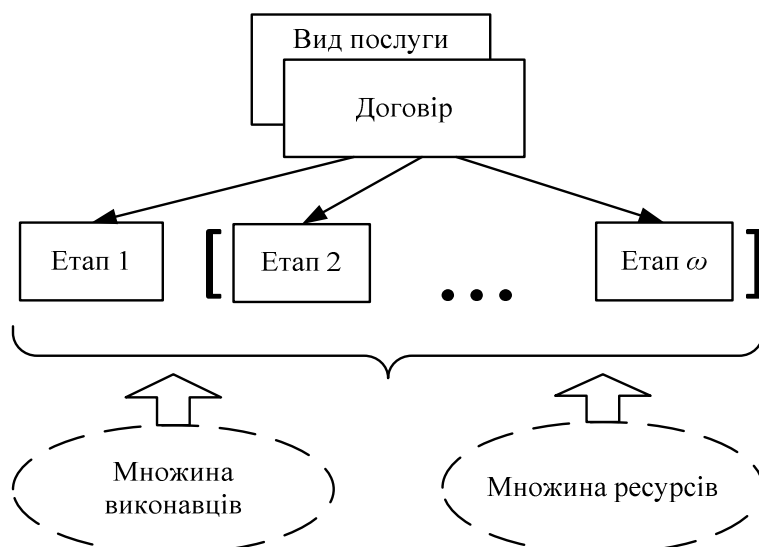 Вид послуги
Договір
Етап 1
[
Етап 2
• • •
Етап ω
]
Множина
виконавців
Множина ресурсів